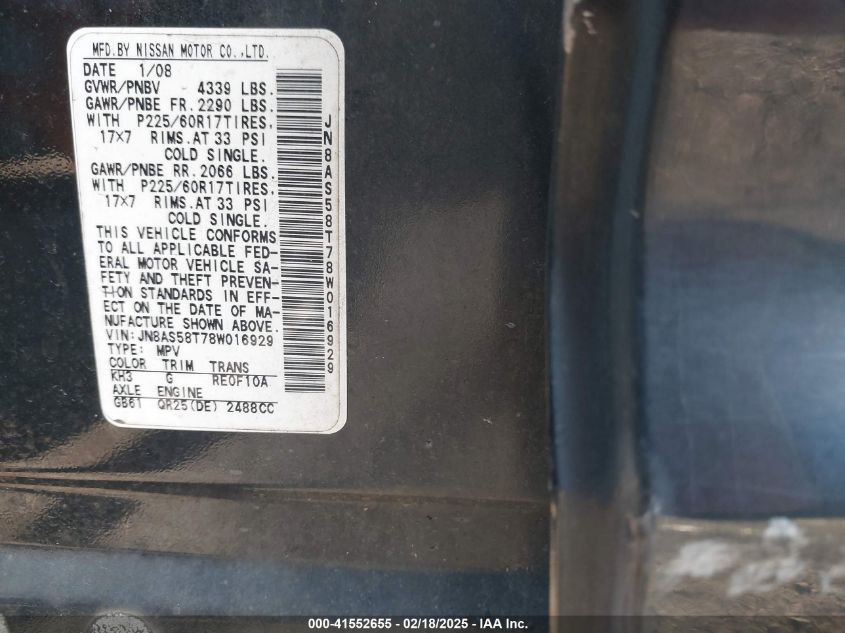 MFD.BY NISSAN MOTOR CO.,LTD.
DATE 1/08
GVWR/PNBV 4339 LBS.
GAWR/PNBE FR.2290 LBS.
WITH P225/60R17TIRES.
17×7 RIMS.AT 33 PSI
COLD SINGLE.
GAWR/PNBE RR.2066 LBS.
WITH P225/60R17TIRES.
17×7 RIMS.AT 33 PSI
COLD SINGLE.
THIS VEHICLE CONFORMS
TO ALL APPLICABLE FED-
ERAL MOTOR VEHICLE SA-
FETY AND THEFT PREVEN-
TION STANDARDS IN EFF-
ECT ON THE DATE OF MA-
NUFACTURE SHOWN ABOVE.
VIN:JN8AS58T78W016929
TYPE: MPV
COLOR TRIM TRANS
KH3 G RE0F10A
AXLE ENGINE
GB61 QR25(DE) 2488CC
JN8AS58T78W016929
000-41552655 - 02/18/2025 - IAA Inc.